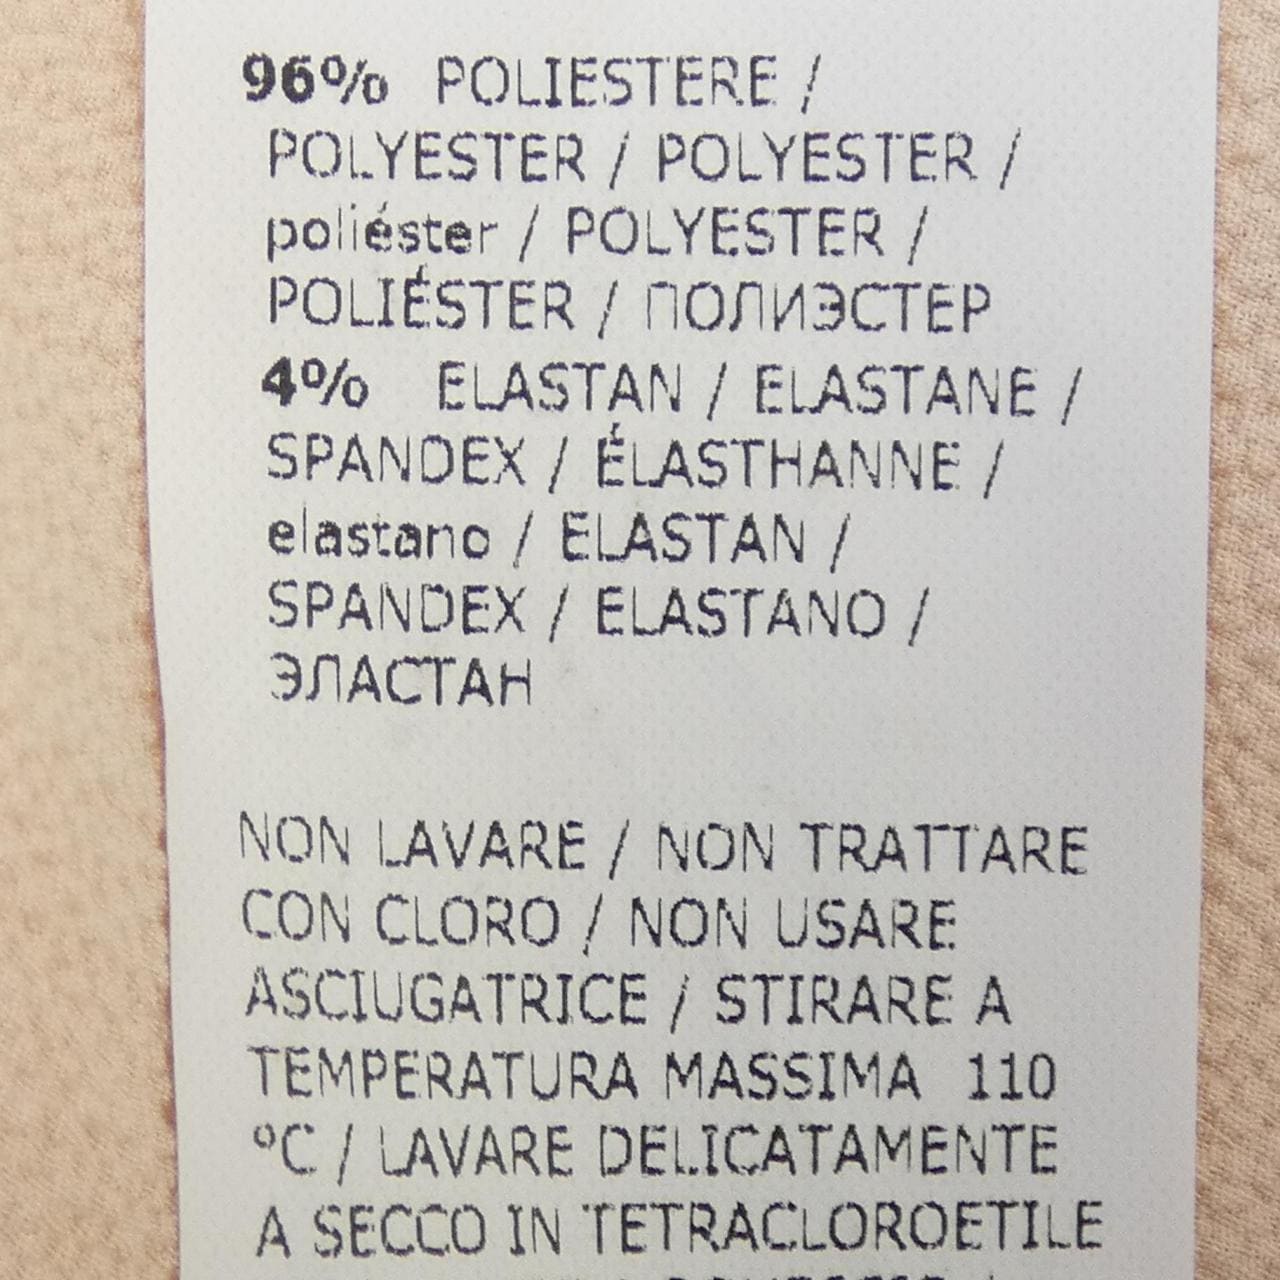 96% POLIESTERE /
POLYESTER / POLYESTER /
poliéster / POLYESTER /
POLIÉSTER / ПОЛИЭСТЕР
4% ELASTAN / ELASTANE /
SPANDEX / ÉLASTHANNE /
elastano / ELASTAN /
SPANDEX / ELASTANO /
ЭЛАСТАН
NON LAVARE / NON TRATTARE
CON CLORO / NON USARE
ASCIUGATRICE / STIRARE A
TEMPERATURA MASSIMA 110
°C / LAVARE DELICATAMENTE
A SECCO IN TETRACLOROETILE